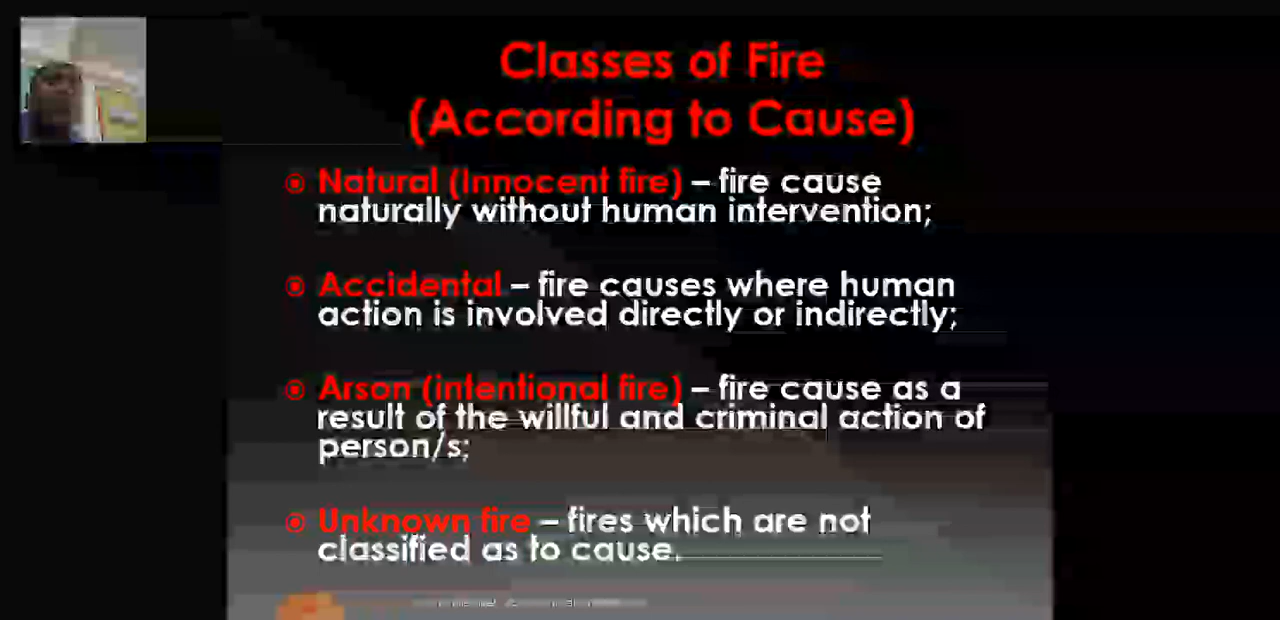 Classes of Fire
(According to Cause)
Natural (Innocent fire) – fire cause
naturally without human intervention;
Accidental – fire causes where human
action is involved directly or indirectly;
Arson (intentional fire) – fire cause as a
result of the willful and criminal action of
person/s;
Unknown fire – fires which are not
classified as to cause.